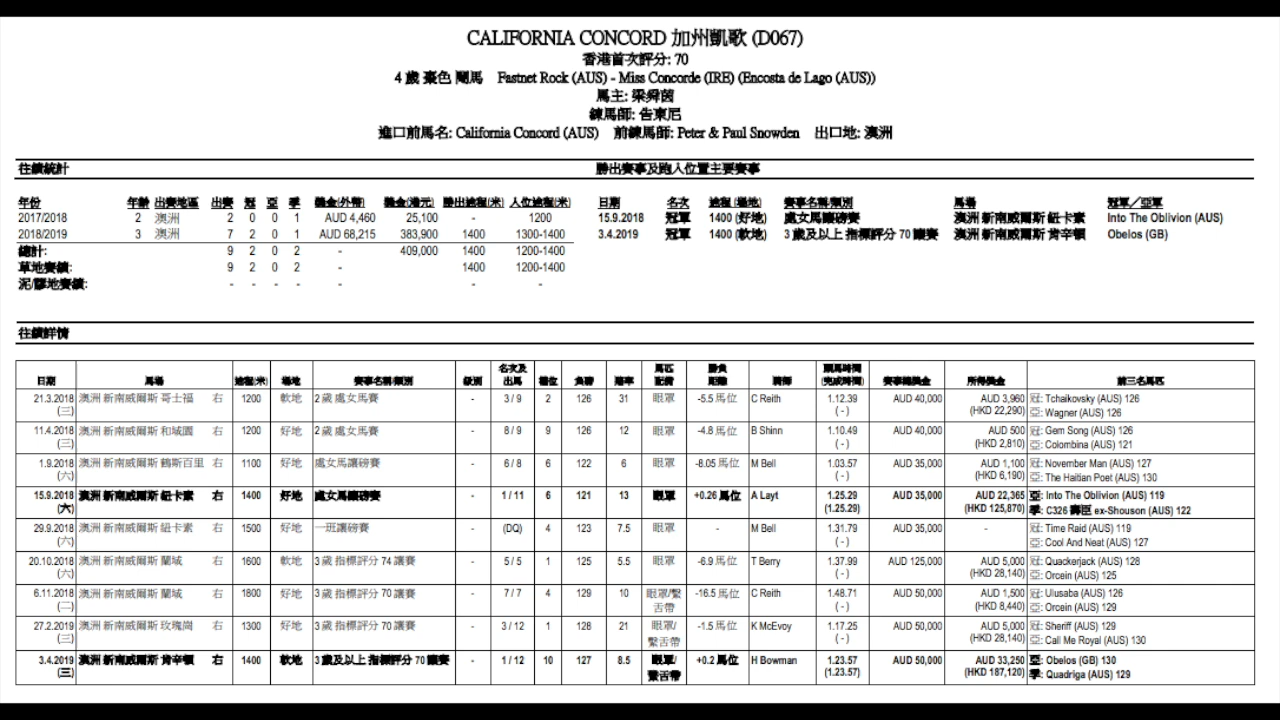 CALIFORNIA CONCORD 加州凱歌 (D067)
香港首次評分: 70
4 歲 棗色 閹馬 Fastnet Rock (AUS) - Miss Concorde (IRE) (Encosta de Lago (AUS))
馬主: 梁舜茵
練馬師: 告東尼
進口前馬名: California Concord (AUS) 前練馬師: Peter & Paul Snowden 出口地: 澳洲
往績統計 勝出賽事及跑入位置主要賽事
年份 年齡 出賽地區 出賽 冠 亞 季 獎金(外幣) 獎金(港元) 勝出途程(米) 入位途程(米) 日期 名次 途程 (場地) 賽事名稱/類別 馬場 冠軍／亞軍
2017/2018 2 澳洲 2 0 0 1 AUD 4,460 25,100 - 1200 15.9.2018 冠軍 1400 (好地) 處女馬讓磅賽 澳洲 新南威爾斯 紐卡素 Into The Oblivion (AUS)
2018/2019 3 澳洲 7 2 0 1 AUD 68,215 383,900 1400 1300-1400 3.4.2019 冠軍 1400 (軟地) 3 歲及以上 指標評分 70 讓賽 澳洲 新南威爾斯 肯辛頓 Obelos (GB)
總計: 9 2 0 2 - 409,000 1400 1200-1400
草地賽績: 9 2 0 2 - 1400 1200-1400
泥/膠地賽績: - - - - - - -
往績詳情
日期 馬場 途程(米) 場地 賽事名稱/類別 級別 名次及出馬 檔位 負磅 賠率 馬匹配備 勝負距離 騎師 頭馬時間(完成時間) 賽事總獎金 所得獎金 前三名馬匹
21.3.2018 澳洲 新南威爾斯 哥士福 右 1200 軟地 2 歲 處女馬賽 - 3 / 9 2 126 31 眼罩 -5.5 馬位 C Reith 1.12.39 AUD 40,000 AUD 3,960 冠: Tchaikovsky (AUS) 126
(三) ( - ) (HKD 22,290) 亞: Wagner (AUS) 126
11.4.2018 澳洲 新南威爾斯 和域園 右 1200 好地 2 歲 處女馬賽 - 8 / 9 9 126 12 眼罩 -4.8 馬位 B Shinn 1.10.49 AUD 40,000 AUD 500 冠: Gem Song (AUS) 126
(三) ( - ) (HKD 2,810) 亞: Colombina (AUS) 121
1.9.2018 澳洲 新南威爾斯 鶴斯百里 右 1100 好地 處女馬讓磅賽 - 6 / 8 6 122 6 眼罩 -8.05 馬位 M Bell 1.03.57 AUD 35,000 AUD 1,100 冠: November Man (AUS) 127
(六) ( - ) (HKD 6,190) 亞: The Haitian Poet (AUS) 130
15.9.2018 澳洲 新南威爾斯 紐卡素 右 1400 好地 處女馬讓磅賽 - 1 / 11 6 121 13 眼罩 +0.26 馬位 A Layt 1.25.29 AUD 35,000 AUD 22,365 亞: Into The Oblivion (AUS) 119
(六) (1.25.29) (HKD 125,870) 季: C326 壽臣 ex-Shouson (AUS) 122
29.9.2018 澳洲 新南威爾斯 紐卡素 右 1500 好地 一班讓磅賽 - (DQ) 4 123 7.5 眼罩 - M Bell 1.31.79 AUD 35,000 - 冠: Time Raid (AUS) 119
(六) ( - ) 亞: Cool And Neat (AUS) 127
20.10.2018 澳洲 新南威爾斯 蘭域 右 1600 軟地 3 歲 指標評分 74 讓賽 - 5 / 5 1 125 5.5 眼罩 -6.9 馬位 T Berry 1.37.99 AUD 125,000 AUD 5,000 冠: Quackerjack (AUS) 128
(六) ( - ) (HKD 28,140) 亞: Orcein (AUS) 125
6.11.2018 澳洲 新南威爾斯 蘭域 右 1800 好地 3 歲 指標評分 70 讓賽 - 7 / 7 4 129 10 眼罩/繫舌帶 -16.5 馬位 C Reith 1.48.71 AUD 50,000 AUD 1,500 冠: Ulusaba (AUS) 126
(二) ( - ) (HKD 8,440) 亞: Orcein (AUS) 129
27.2.2019 澳洲 新南威爾斯 玫瑰崗 右 1300 好地 3 歲 指標評分 70 讓賽 - 3 / 12 1 128 21 眼罩/繫舌帶 -1.5 馬位 K McEvoy 1.17.25 AUD 50,000 AUD 5,000 冠: Sheriff (AUS) 129
(三) ( - ) (HKD 28,140) 亞: Call Me Royal (AUS) 130
3.4.2019 澳洲 新南威爾斯 肯辛頓 右 1400 軟地 3 歲及以上 指標評分 70 讓賽 - 1 / 12 10 127 8.5 眼罩/繫舌帶 +0.2 馬位 H Bowman 1.23.57 AUD 50,000 AUD 33,250 亞: Obelos (GB) 130
(三) (1.23.57) (HKD 187,120) 季: Quadriga (AUS) 129